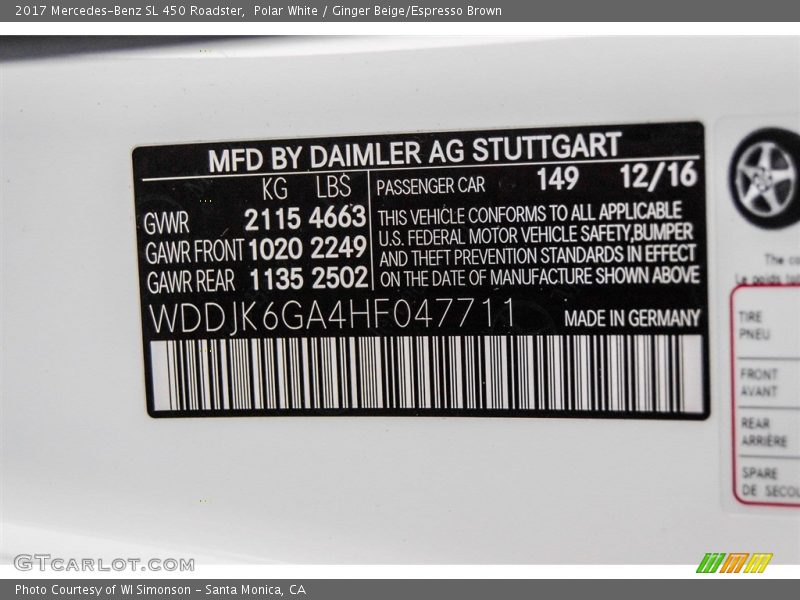 2017 Mercedes-Benz SL 450 Roadster,  Polar White / Ginger Beige/Espresso Brown
MFD BY DAIMLER AG STUTTGART
KG LBS
PASSENGER CAR 149 12/16
GVWR 2115 4663
GAWR FRONT 1020 2249
GAWR REAR 1135 2502
THIS VEHICLE CONFORMS TO ALL APPLICABLE
U.S. FEDERAL MOTOR VEHICLE SAFETY,BUMPER
AND THEFT PREVENTION STANDARDS IN EFFECT
ON THE DATE OF MANUFACTURE SHOWN ABOVE
WDDJK6GA4HF047711
MADE IN GERMANY
The
Le poids
TIRE
PNEU
FRONT
AVANT
REAR
ARRIÈRE
SPARE
DE
GTCARLOT.COM
Photo Courtesy of WI Simonson - Santa Monica, CA